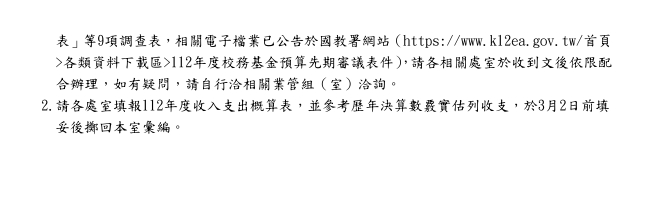 表」等9項調查表，相關電子檔業已公告於國教署網站（https://www.k12ea.gov.tw/首頁
>各類資料下載區>112年度校務基金預算先期審議表件），請各相關處室於收到文後依限配
合辦理，如有疑問，請自行洽相關業管組（室）洽詢。
2. 請各處室填報112年度收入支出概算表，並參考歷年決算數覈實估列收支，於3月2日前填
妥後擲回本室彙編。